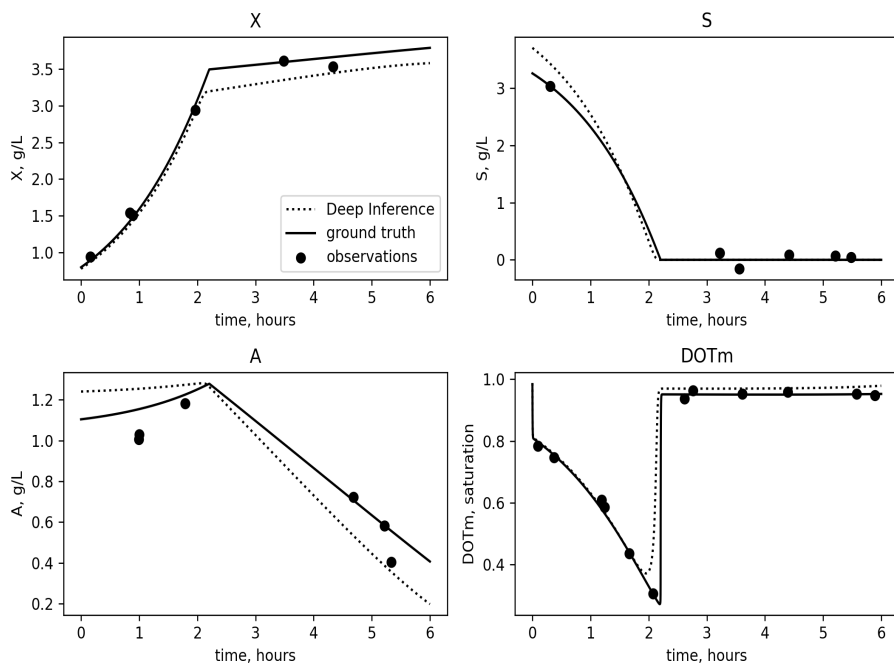 X
X, g/L
3.5
3.0
2.5
2.0
1.5
1.0
0 1 2 3 4 5 6
time, hours
Deep Inference
ground truth
observations
S
S, g/L
3
2
1
0
0 1 2 3 4 5 6
time, hours
A
A, g/L
1.2
1.0
0.8
0.6
0.4
0.2
0 1 2 3 4 5 6
time, hours
DOTm
DOTm, saturation
1.0
0.8
0.6
0.4
0 1 2 3 4 5 6
time, hours